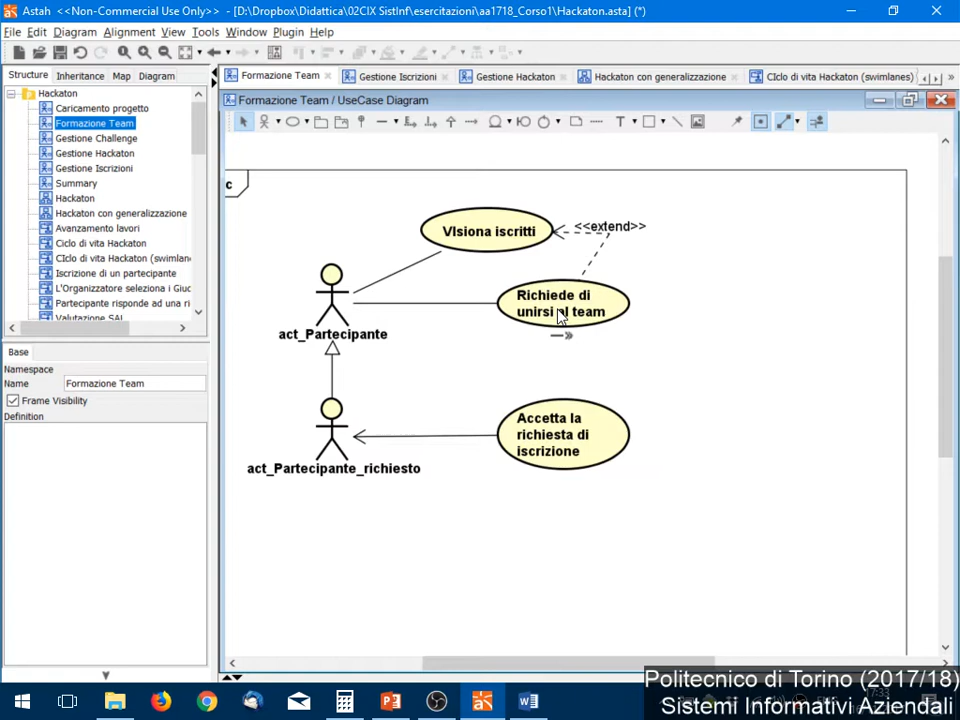 Astah <<Non-Commercial Use Only>> - [D:\Dropbox\Didattica\02CIX SistInf\esercitazioni\aa1718_Corso1\Hackaton.asta] (*)
File Edit Diagram Alignment View Tools Window Plugin Help
Structure Inheritance Map Diagram
Formazione Team Gestione Iscrizioni Gestione Hackaton Hackaton con generalizzazione CIclo di vita Hackaton (swimlanes)
Formazione Team / UseCase Diagram
Hackaton
Caricamento progetto
Formazione Team
Gestione Challenge
Gestione Hackaton
Gestione Iscrizioni
Summary
Hackaton
Hackaton con generalizzazione
Avanzamento lavori
Ciclo di vita Hackaton
CIclo di vita Hackaton (swimlan
Iscrizione di un partecipante
L'Organizzatore seleziona i Giuc
Partecipante risponde ad una ri
Valutazione SAL
Base
Namespace
Name Formazione Team
Frame Visibility
Definition
c
VIsiona iscritti
<<extend>>
Richiede di
unirsi al team
act_Partecipante
Accetta la
richiesta di
iscrizione
act_Partecipante_richiesto
Politecnico di Torino (2017/18)
17:33
Sistemi Informativi Aziendali